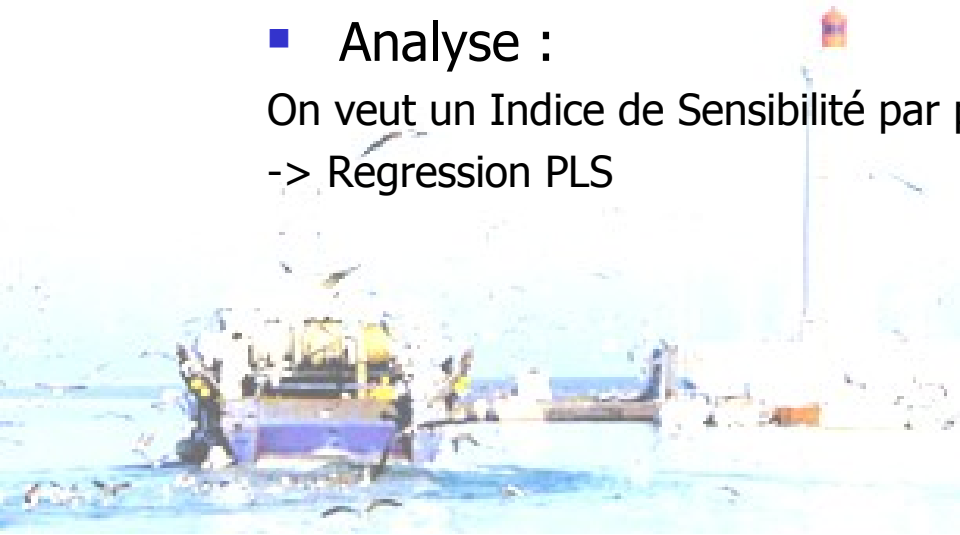 Analyse :
On veut un Indice de Sensibilité par
-> Regression PLS